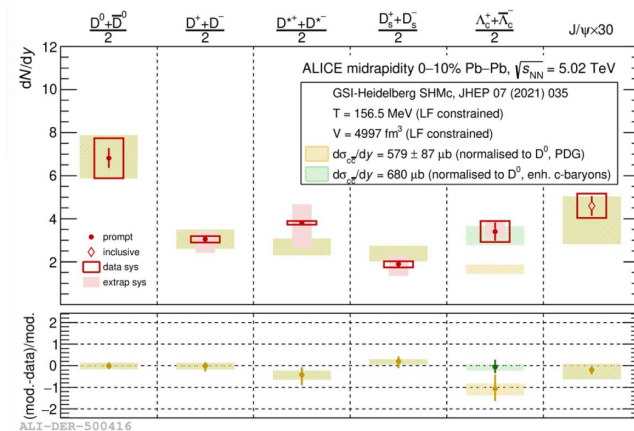 D⁰+D̅⁰ D⁺+D⁻ D*⁺+D*⁻ Dₛ⁺+Dₛ⁻ Λ_c⁺+Λ̅_c⁻ J/ψ×30
2 2 2 2 2
dN/dy
12
10
8
6
4
2
ALICE midrapidity 0–10% Pb–Pb, √s_NN = 5.02 TeV
GSI-Heidelberg SHMc, JHEP 07 (2021) 035
T = 156.5 MeV (LF constrained)
V = 4997 fm³ (LF constrained)
dσ_cc̅/dy = 579 ± 87 μb (normalised to D⁰, PDG)
dσ_cc̅/dy = 680 μb (normalised to D⁰, enh. c-baryons)
prompt
inclusive
data sys
extrap sys
(mod.-data)/mod.
2
1
0
−1
−2
ALI-DER-500416